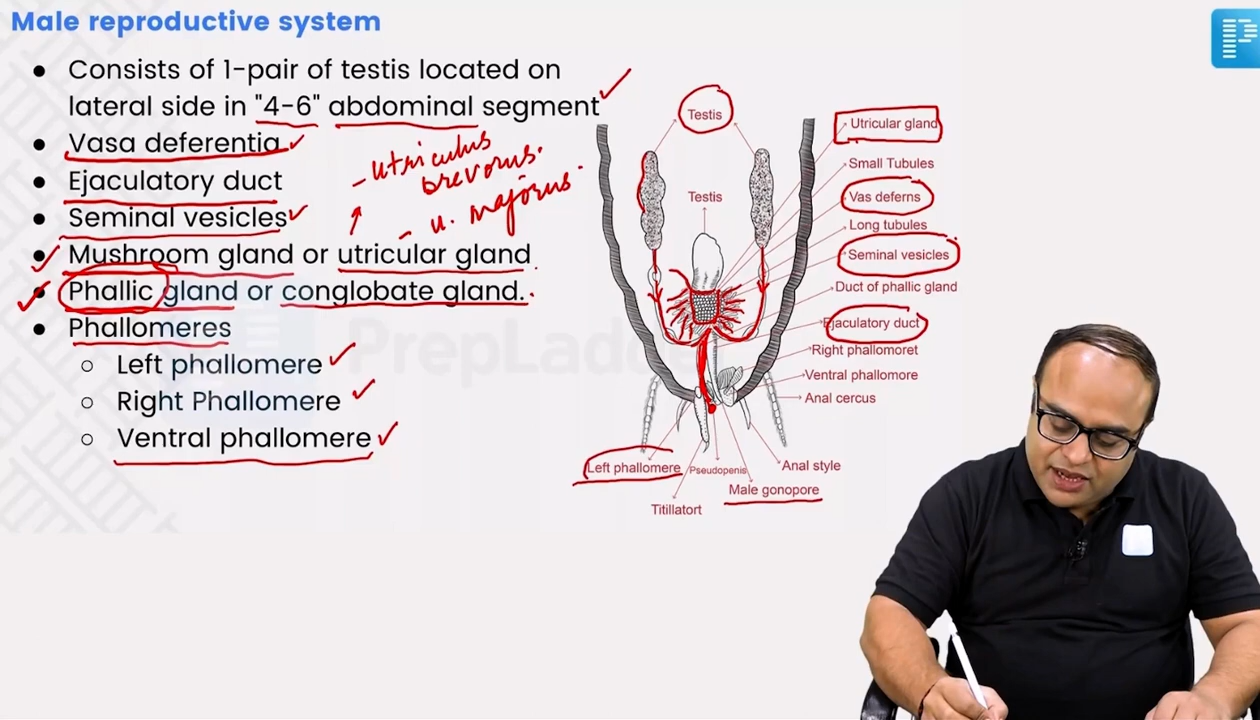 Male reproductive system
● Consists of 1-pair of testis located on
lateral side in "4-6" abdominal segment
● Vasa deferentia
● Ejaculatory duct
● Seminal vesicles
● Mushroom gland or utricular gland
● Phallic gland or conglobate gland.
● Phallomeres
○ Left phallomere
○ Right Phallomere
○ Ventral phallomere
- utriculus
brevorus.
- u. majorus.
Testis
Testis
Utricular gland
Small Tubules
Vas deferns
Long tubules
Seminal vesicles
Duct of phallic gland
Ejaculatory duct
Right phallomoret
Ventral phallomore
Anal cercus
Left phallomere
Pseudopenis
Anal style
Male gonopore
Titillatort
PrepLadder
P